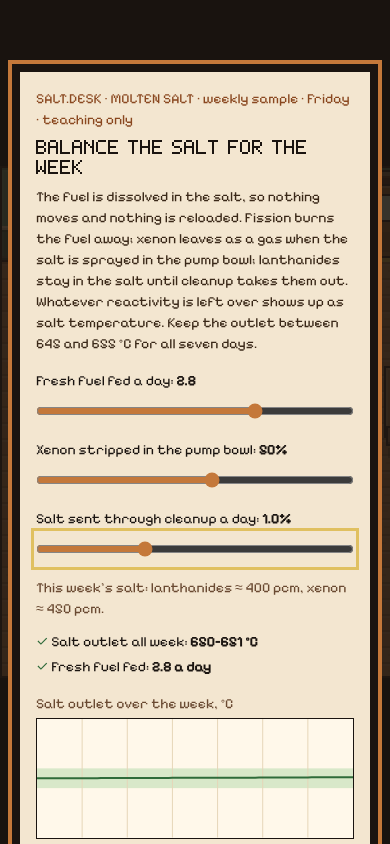 SALT.DESK · MOLTEN SALT · weekly sample · Friday
· teaching only
BALANCE THE SALT FOR THE
WEEK
The fuel is dissolved in the salt, so nothing
moves and nothing is reloaded. Fission burns
the fuel away; xenon leaves as a gas when the
salt is sprayed in the pump bowl; lanthanides
stay in the salt until cleanup takes them out.
Whatever reactivity is left over shows up as
salt temperature. Keep the outlet between
645 and 655 °C for all seven days.
Fresh fuel fed a day: 2.8
Xenon stripped in the pump bowl: 50%
Salt sent through cleanup a day: 1.0%
This week's salt: lanthanides ≈ 400 pcm, xenon
≈ 450 pcm.
✓ Salt outlet all week: 650-651 °C
✓ Fresh fuel fed: 2.8 a day
Salt outlet over the week, °C